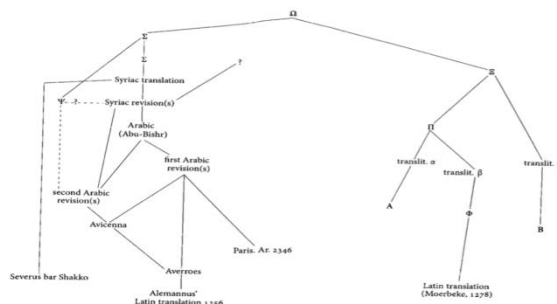 Ω
Σ
Σ
?
Ξ
Syriac translation
Ψ ? Syriac revision(s)
Arabic
(Abu-Bishr)
Π
first Arabic
revision(s)
translit. α
translit. β
translit.
second Arabic
revision(s)
A
Φ
B
Avicenna
Paris. Ar. 2346
Averroes
Severus bar Shakko
Alemannus'
Latin translation 1256
Latin translation
(Moerbeke, 1278)